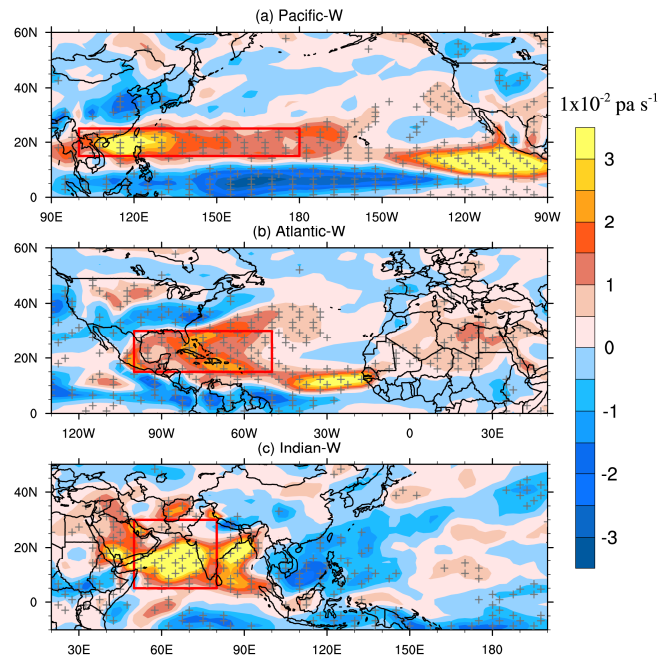 (a) Pacific-W
60N
40N
20N
0
90E 120E 150E 180 150W 120W 90W
1x10⁻² pa s⁻¹
3
2
1
0
-1
-2
-3
(b) Atlantic-W
60N
40N
20N
0
120W 90W 60W 30W 0 30E
(c) Indian-W
40N
20N
0
30E 60E 90E 120E 150E 180